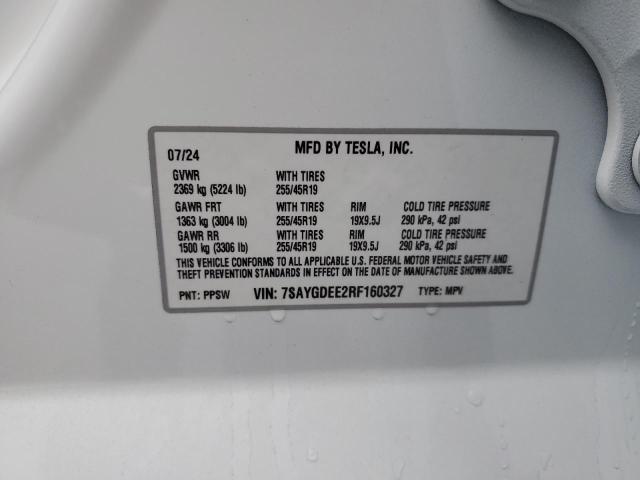 07/24 MFD BY TESLA, INC.
GVWR WITH TIRES
2369 kg (5224 lb) 255/45R19
GAWR FRT WITH TIRES RIM COLD TIRE PRESSURE
1363 kg (3004 lb) 255/45R19 19X9.5J 290 kPa, 42 psi
GAWR RR WITH TIRES RIM COLD TIRE PRESSURE
1500 kg (3306 lb) 255/45R19 19X9.5J 290 kPa, 42 psi
THIS VEHICLE CONFORMS TO ALL APPLICABLE U.S. FEDERAL MOTOR VEHICLE SAFETY AND
THEFT PREVENTION STANDARDS IN EFFECT ON THE DATE OF MANUFACTURE SHOWN ABOVE.
PNT: PPSW VIN: 7SAYGDEE2RF160327 TYPE: MPV